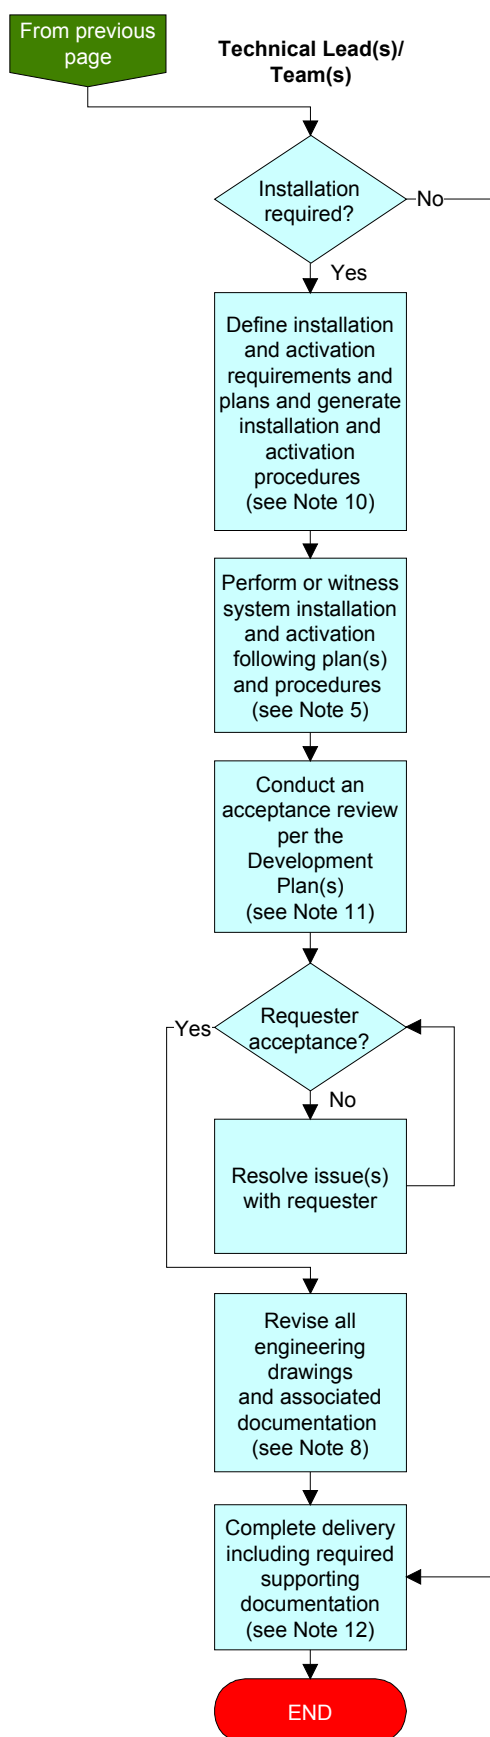 From previous
page
Technical Lead(s)/
Team(s)
Installation
required?
No
Yes
Define installation
and activation
requirements and
plans and generate
installation and
activation
procedures
(see Note 10)
Perform or witness
system installation
and activation
following plan(s)
and procedures
(see Note 5)
Conduct an
acceptance review
per the
Development
Plan(s)
(see Note 11)
Yes
Requester
acceptance?
No
Resolve issue(s)
with requester
Revise all
engineering
drawings
and associated
documentation
(see Note 8)
Complete delivery
including required
supporting
documentation
(see Note 12)
END